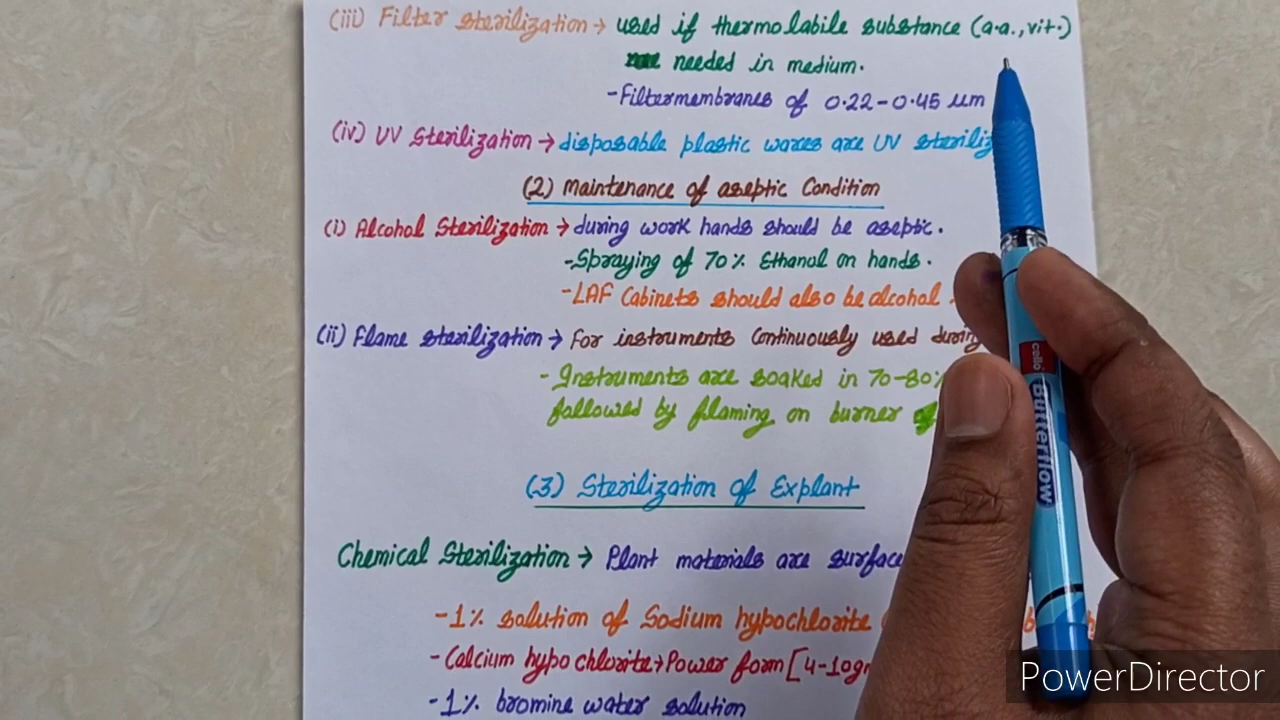 (iii) Filter Sterilization → used if thermolabile substance (a.a., vit.)
needed in medium.
- Filtermembranes of 0.22-0.45 µm
(iv) UV Sterilization → disposable plastic wares are UV steriliz
(2) Maintenance of aseptic Condition
(i) Alcohol Sterilization → during work hands should be aseptic.
- Spraying of 70% Ethanol on hands.
- LAF Cabinets should also be alcohol
(ii) Flame sterilization → For instruments continuously used during
- Instruments are soaked in 70-80%
followed by flaming on burner
(3) Sterilization of Explant
Chemical Sterilization → Plant materials are surface
- 1% solution of Sodium hypochlorite
- Calcium hypochlorite → Power form [4-10gm
- 1% bromine water solution
cello Butterflow
PowerDirector